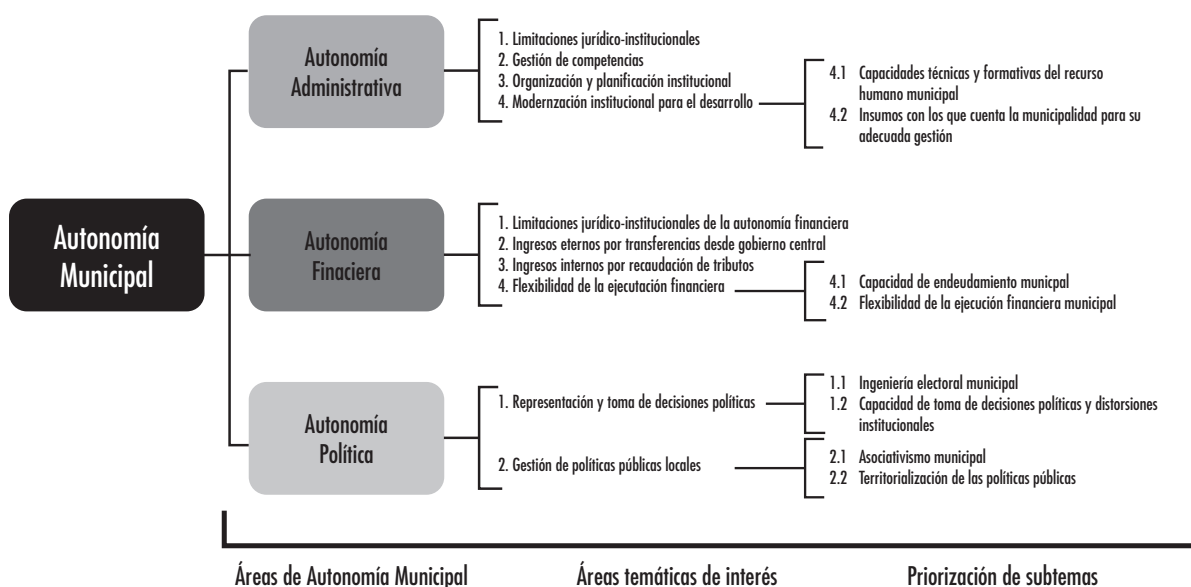 Autonomía
Municipal
Autonomía
Administrativa
1. Limitaciones jurídico-institucionales
2. Gestión de competencias
3. Organización y planificación institucional
4. Modernzación institucional para el desarrollo
4.1 Capacidades técnicas y formativas del recurso
humano municipal
4.2 Insumos con los que cuenta la municipalidad para su
adecuada gestión
Autonomía
Finaciera
1. Limitaciones jurídico-institucionales de la autonomía financiera
2. Ingresos eternos por transferencias desde gobierno central
3. Ingresos internos por recaudación de tributos
4. Flexibilidad de la ejecutación financiera
4.1 Capacidad de endeudamiento municpal
4.2 Flexibilidad de la ejecución financiera municipal
Autonomía
Política
1. Representación y toma de decisiones políticas
1.1 Ingeniería electoral municipal
1.2 Capacidad de toma de decisiones políticas y distorsiones
institucionales
2. Gestión de políticas públicas locales
2.1 Asociativismo municipal
2.2 Territorialización de las políticas públicas
Áreas de Autonomía Municipal
Áreas temáticas de interés
Priorización de subtemas